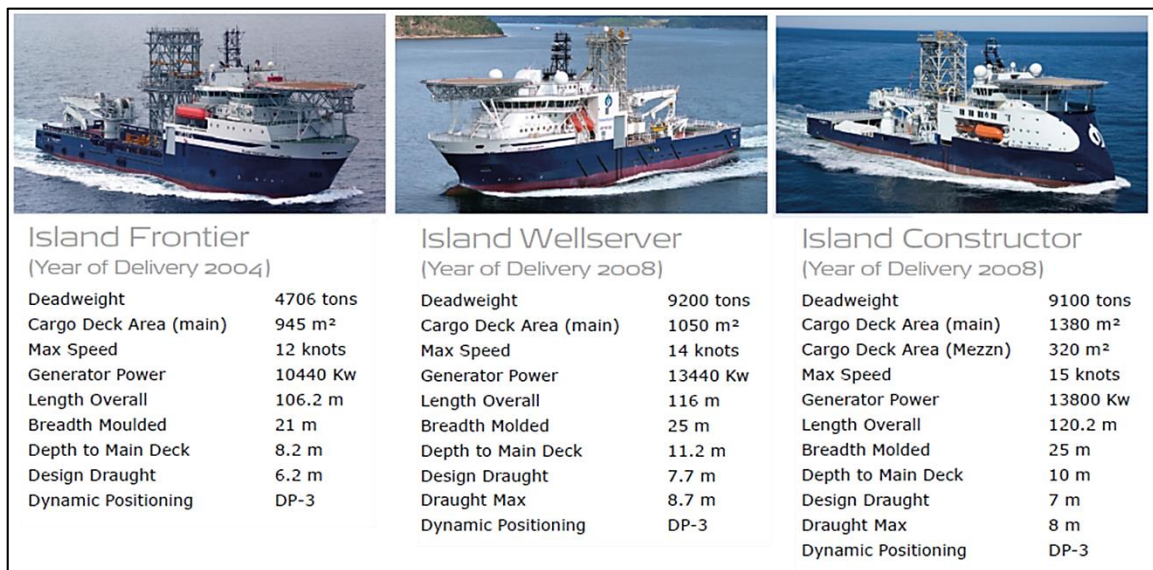 Island Frontier
(Year of Delivery 2004)
Deadweight 4706 tons
Cargo Deck Area (main) 945 m²
Max Speed 12 knots
Generator Power 10440 Kw
Length Overall 106.2 m
Breadth Moulded 21 m
Depth to Main Deck 8.2 m
Design Draught 6.2 m
Dynamic Positioning DP-3
Island Wellserver
(Year of Delivery 2008)
Deadweight 9200 tons
Cargo Deck Area (main) 1050 m²
Max Speed 14 knots
Generator Power 13440 Kw
Length Overall 116 m
Breadth Molded 25 m
Depth to Main Deck 11.2 m
Design Draught 7.7 m
Draught Max 8.7 m
Dynamic Positioning DP-3
Island Constructor
(Year of Delivery 2008)
Deadweight 9100 tons
Cargo Deck Area (main) 1380 m²
Cargo Deck Area (Mezzn) 320 m²
Max Speed 15 knots
Generator Power 13800 Kw
Length Overall 120.2 m
Breadth Molded 25 m
Depth to Main Deck 10 m
Design Draught 7 m
Draught Max 8 m
Dynamic Positioning DP-3